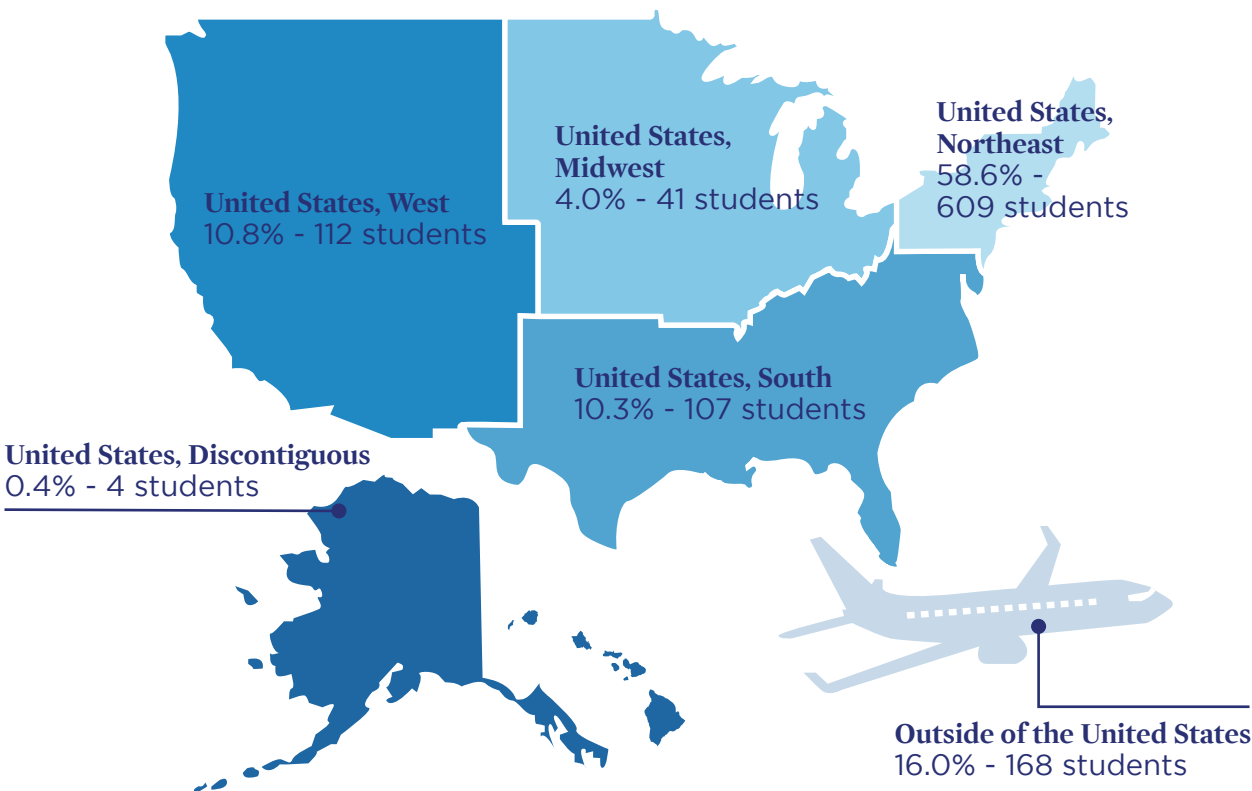 United States, West
10.8% - 112 students
United States,
Midwest
4.0% - 41 students
United States,
Northeast
58.6% -
609 students
United States, South
10.3% - 107 students
United States, Discontiguous
0.4% - 4 students
Outside of the United States
16.0% - 168 students